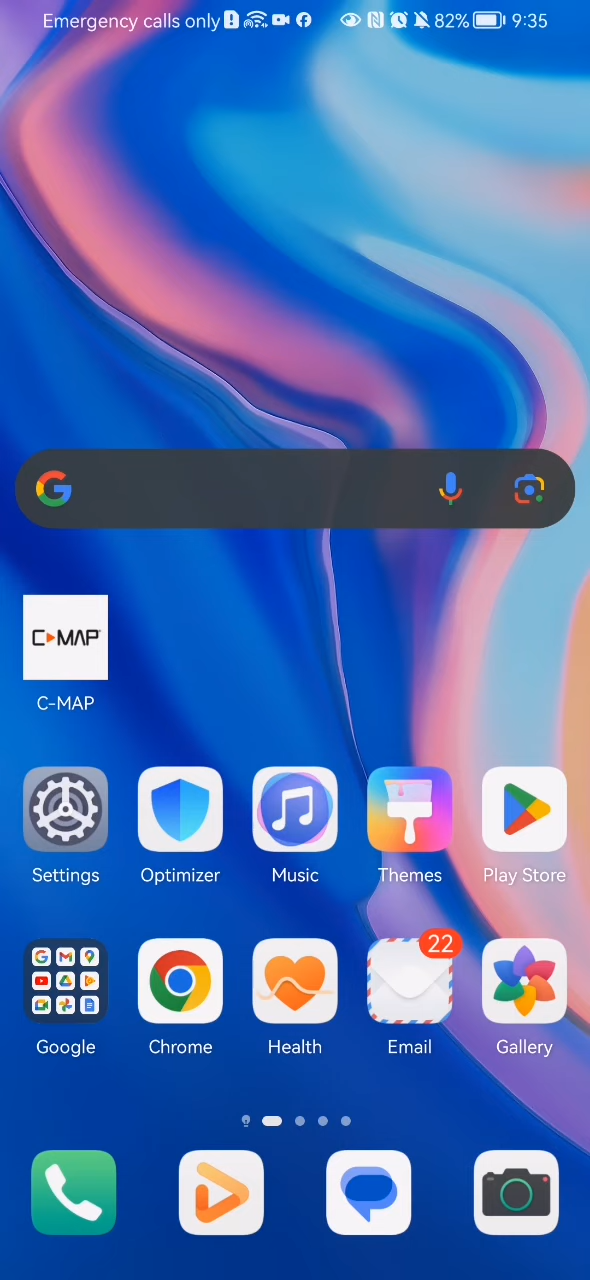 Emergency calls only 82% 9:35
C-MAP
C-MAP
Settings Optimizer Music Themes Play Store
22
Google Chrome Health Email Gallery